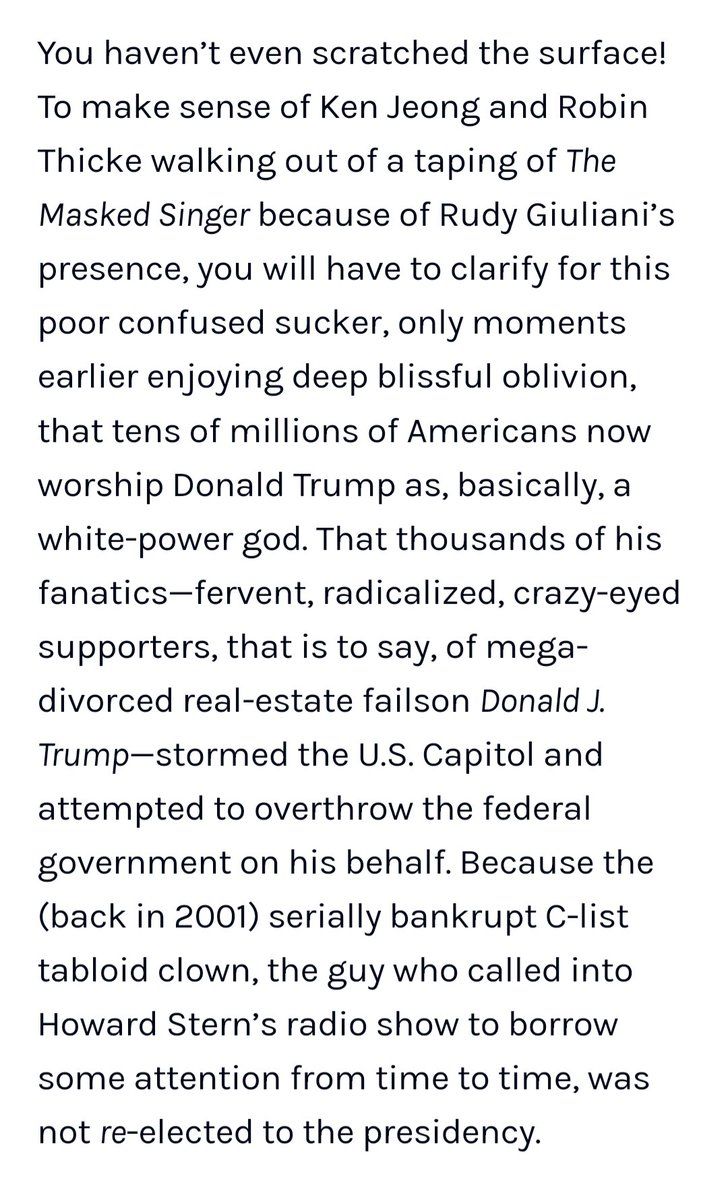 You haven’t even scratched the surface!
To make sense of Ken Jeong and Robin
Thicke walking out of a taping of The
Masked Singer because of Rudy Giuliani’s
presence, you will have to clarify for this
poor confused sucker, only moments
earlier enjoying deep blissful oblivion,
that tens of millions of Americans now
worship Donald Trump as, basically, a
white-power god. That thousands of his
fanatics—fervent, radicalized, crazy-eyed
supporters, that is to say, of mega-
divorced real-estate failson Donald J.
Trump—stormed the U.S. Capitol and
attempted to overthrow the federal
government on his behalf. Because the
(back in 2001) serially bankrupt C-list
tabloid clown, the guy who called into
Howard Stern’s radio show to borrow
some attention from time to time, was
not re-elected to the presidency.